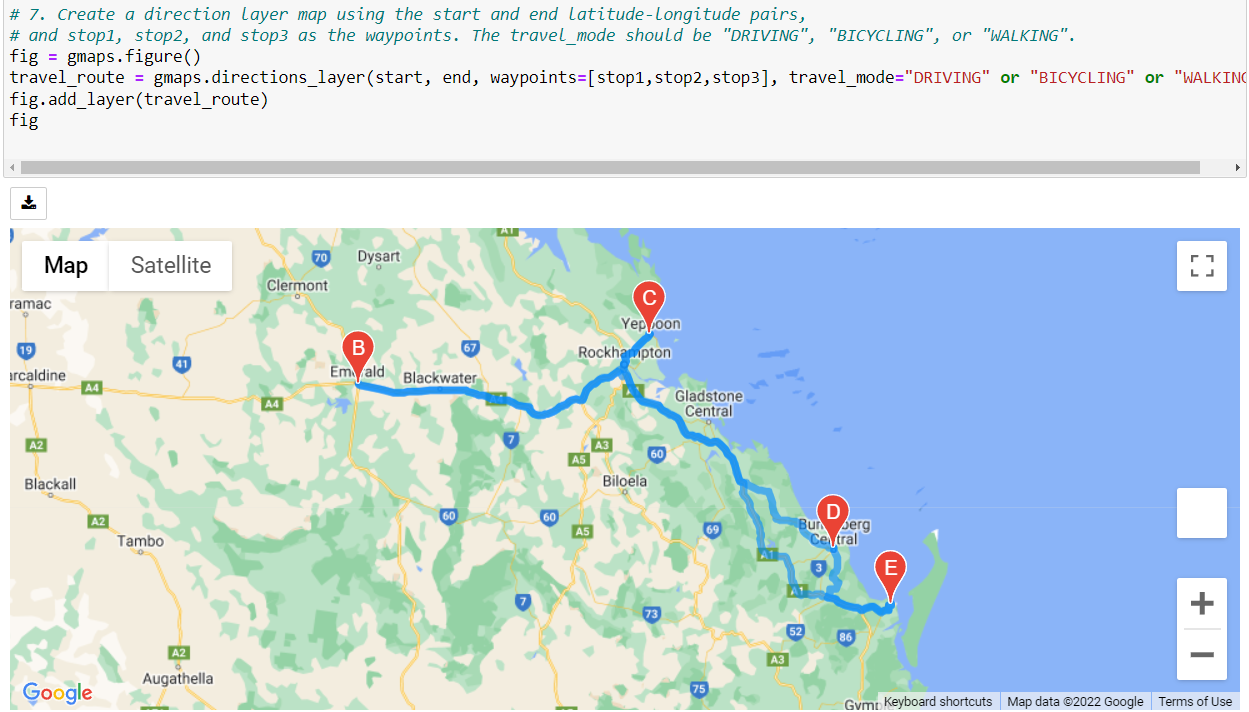 # 7. Create a direction layer map using the start and end latitude-longitude pairs,
# and stop1, stop2, and stop3 as the waypoints. The travel_mode should be "DRIVING", "BICYCLING", or "WALKING".
fig = gmaps.figure()
travel_route = gmaps.directions_layer(start, end, waypoints=[stop1,stop2,stop3], travel_mode="DRIVING" or "BICYCLING" or "WALKING
fig.add_layer(travel_route)
fig
Map
Satellite
A1
70
Dysart
Clermont
C
ramac
Yeppoon
B
19
67
Rockhampton
41
Emerald
Blackwater
arcaldine
A4
A4
A4
A1
Gladstone
Central
7
A2
A3
60
A5
Biloela
Blackall
D
60
60
A2
A5
69
Bundaberg
Central
Tambo
A1
3
E
A1
7
73
52
86
A2
A3
Augathella
75
Google
Gymp
Keyboard shortcuts
Map data ©2022 Google
Terms of Use